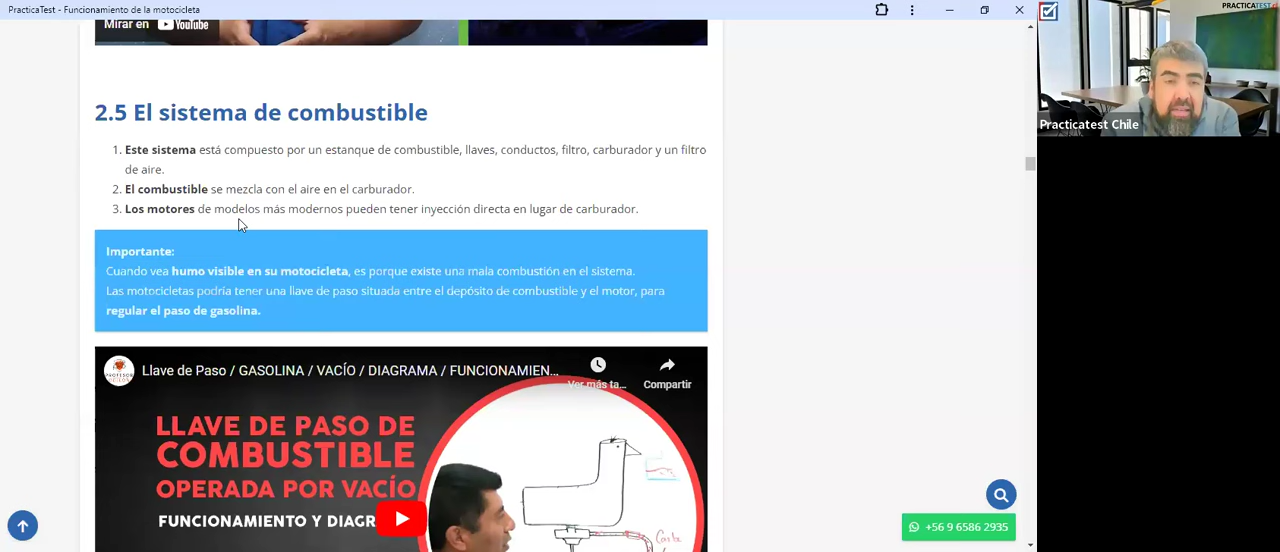 PracticaTest - Funcionamiento de la motocicleta
PRACTICATEST
Mirar en YouTube
Practicatest Chile
2.5 El sistema de combustible
1. Este sistema está compuesto por un estanque de combustible, llaves, conductos, filtro, carburador y un filtro
de aire.
2. El combustible se mezcla con el aire en el carburador.
3. Los motores de modelos más modernos pueden tener inyección directa en lugar de carburador.
Importante:
Cuando vea humo visible en su motocicleta, es porque existe una mala combustión en el sistema.
Las motocicletas podría tener una llave de paso situada entre el depósito de combustible y el motor, para
regular el paso de gasolina.
Llave de Paso / GASOLINA / VACÍO / DIAGRAMA / FUNCIONAMIEN...
Ver más ta...
Compartir
LLAVE DE PASO DE
COMBUSTIBLE
OPERADA POR VACÍO
FUNCIONAMIENTO Y DIAGR
+56 9 6586 2935